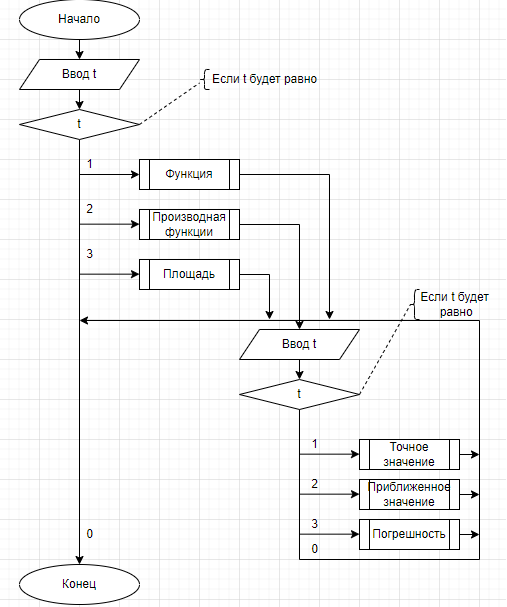 Начало
Ввод t
Если t будет равно
t
1
Функция
2
Производная
функции
3
Площадь
Если t будет
равно
Ввод t
t
1
Точное
значение
2
Приближенное
значение
3
Погрешность
0
0
Конец